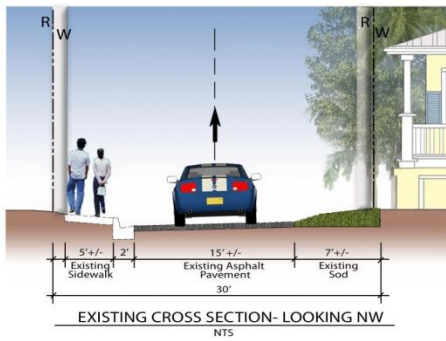 R
W
R
W
5'+/-
Existing
Sidewalk
2'
15'+/-
Existing Asphalt
Pavement
7'+/-
Existing
Sod
30'
EXISTING CROSS SECTION- LOOKING NW
NTS